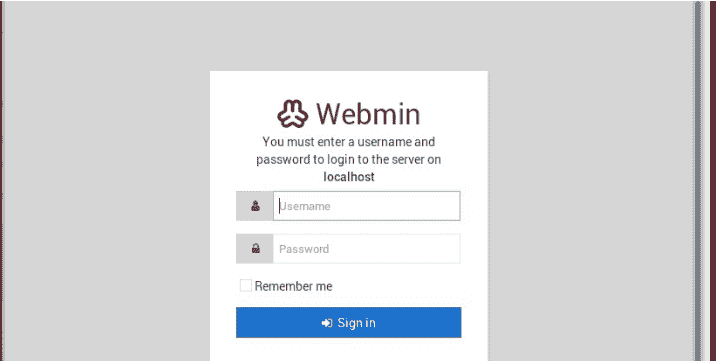 Webmin
You must enter a username and
password to login to the server on
localhost
Username
Password
Remember me
Sign in